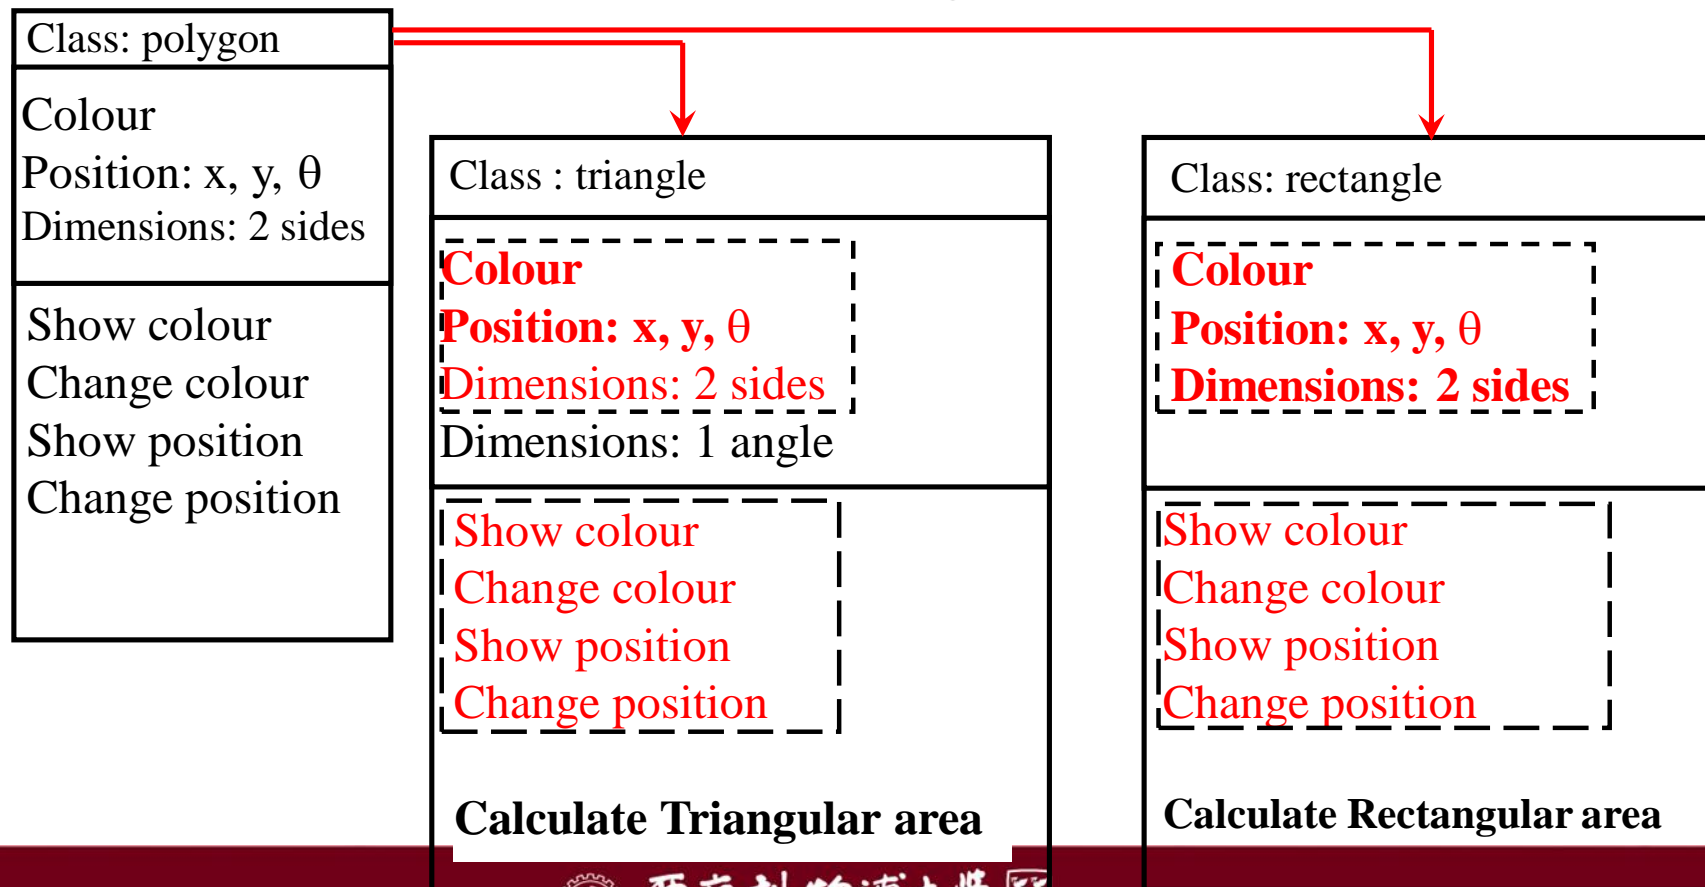 Class: polygon
Colour
Position: x, y, θ
Dimensions: 2 sides
Show colour
Change colour
Show position
Change position
Class : triangle
Colour
Position: x, y, θ
Dimensions: 2 sides
Dimensions: 1 angle
Show colour
Change colour
Show position
Change position
Calculate Triangular area
Class: rectangle
Colour
Position: x, y, θ
Dimensions: 2 sides
Show colour
Change colour
Show position
Change position
Calculate Rectangular area